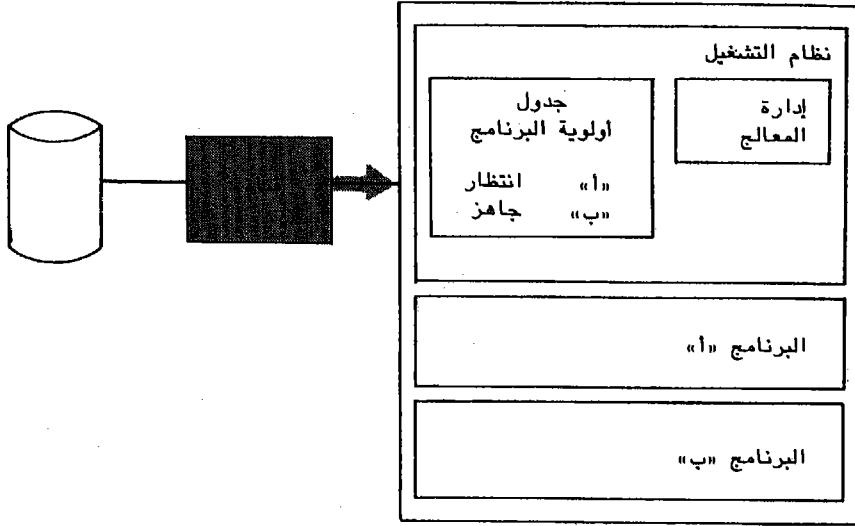 نظام التشغيل
إدارة
المعالج
جدول
أولوية البرنامج
«أ» انتظار
«ب» جاهز
البرنامج «أ»
البرنامج «ب»